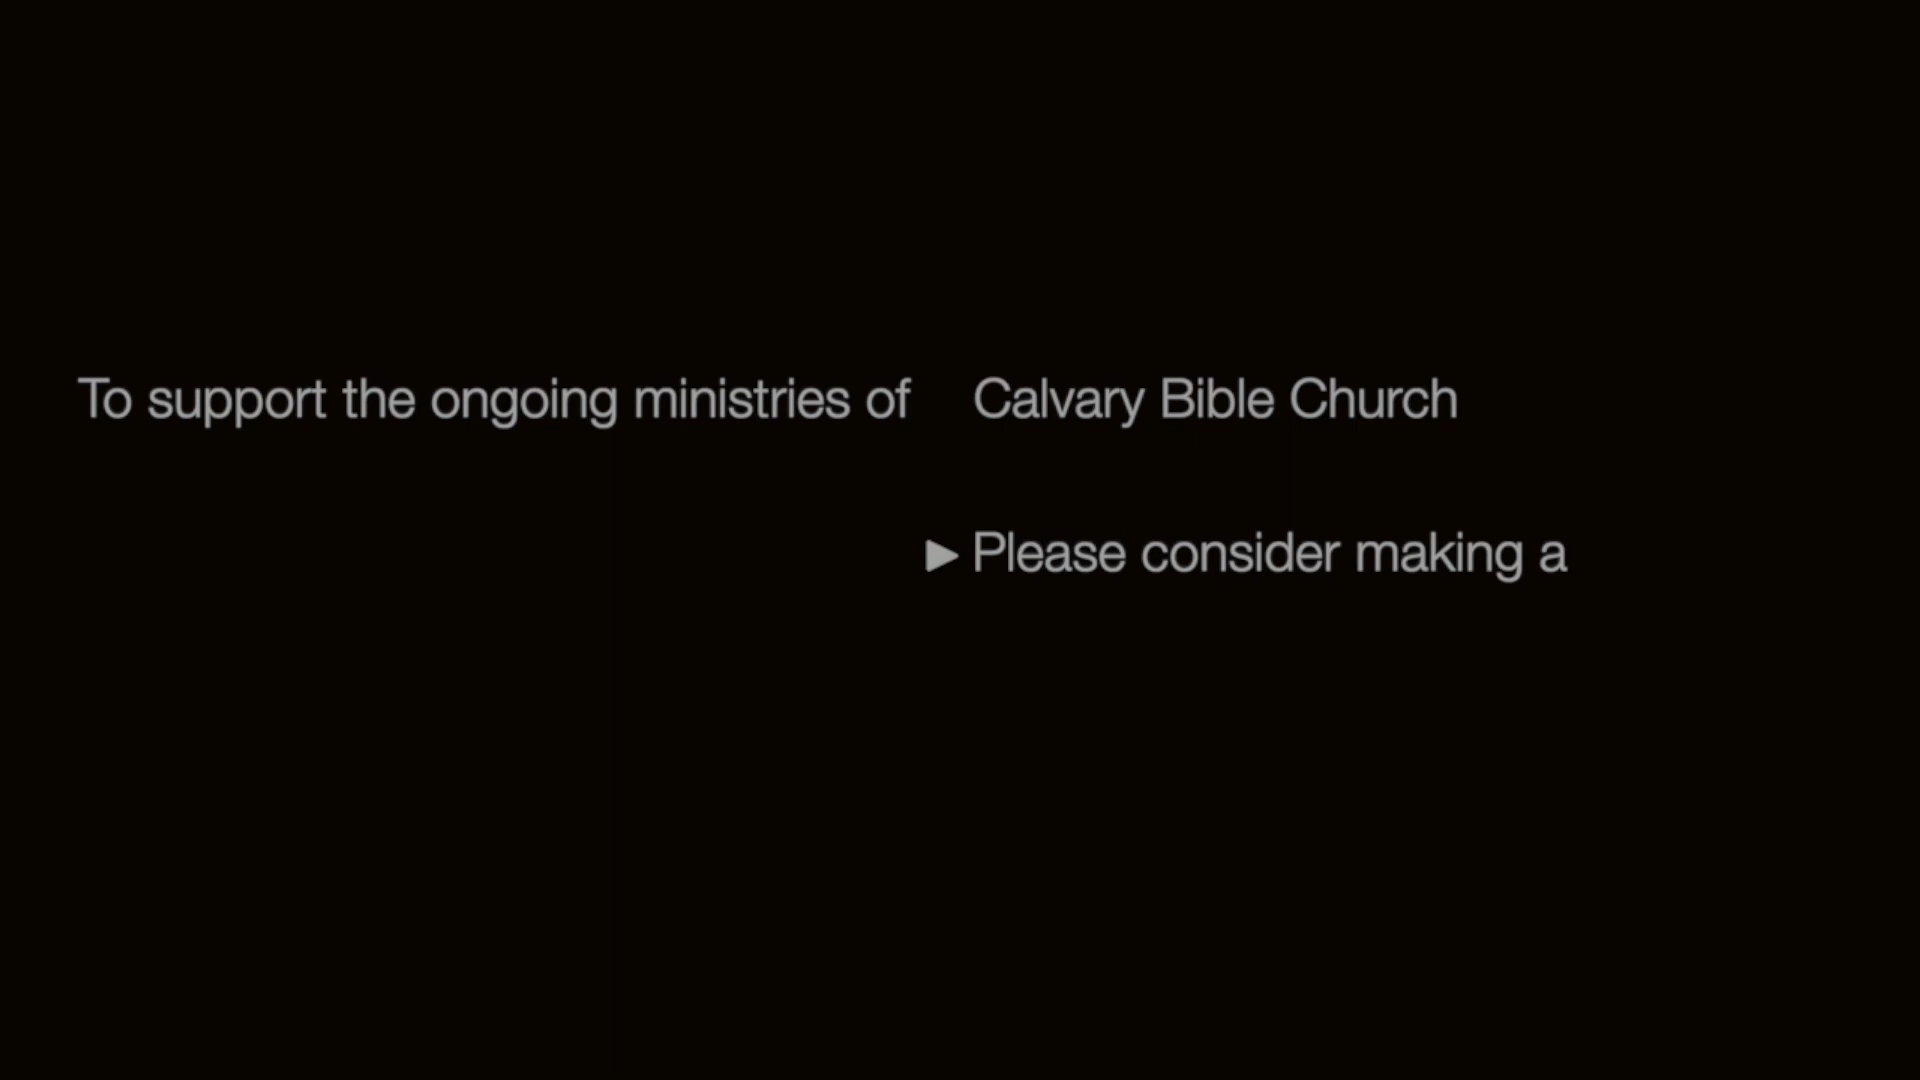 To support the ongoing ministries of Calvary Bible Church
▶ Please consider making a